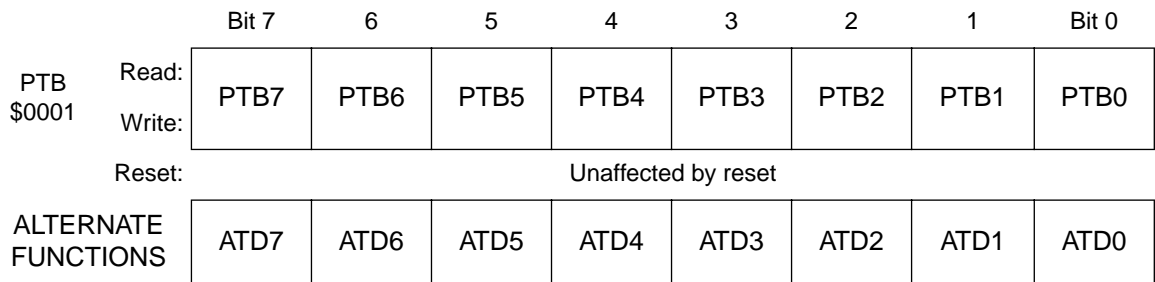 Bit 7 6 5 4 3 2 1 Bit 0
PTB Read: PTB7 PTB6 PTB5 PTB4 PTB3 PTB2 PTB1 PTB0
$0001 Write:
Reset: Unaffected by reset
ALTERNATE
FUNCTIONS ATD7 ATD6 ATD5 ATD4 ATD3 ATD2 ATD1 ATD0